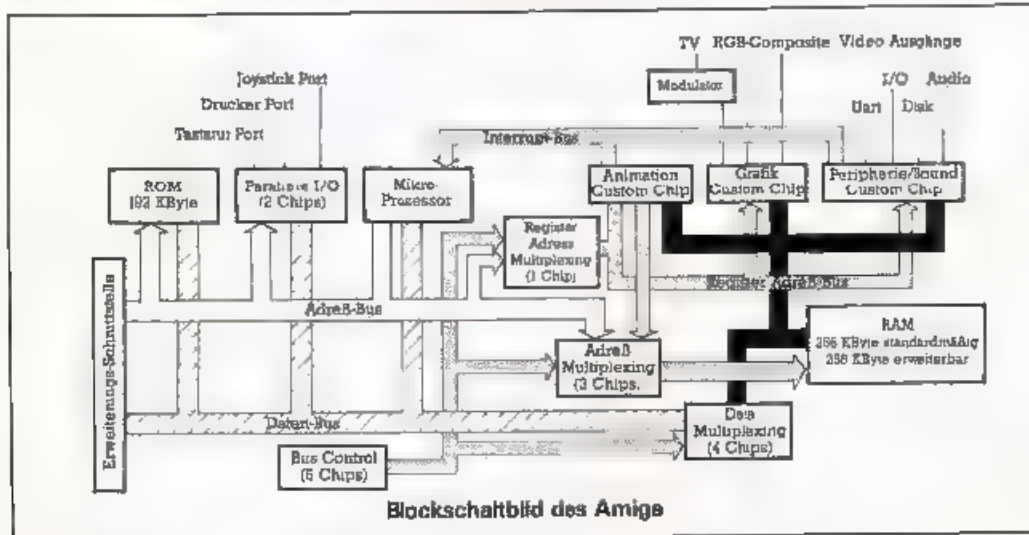 TV RGB-Composite Video Ausgänge
Joystick Port
Modulator
I/O Audio
Drucker Port
Uart Disk
Tastatur Port
Interrupt-Bus
ROM
192 KByte
Parallele I/O
(2 Chips)
Mikro-
Prozessor
Animation
Custom Chip
Grafik
Custom Chip
Peripherie/Sound
Custom Chip
Register
Adress
Multiplexing
(1 Chip)
Register Adreß-Bus
Adreß-Bus
Erweiterungs-Schnittstelle
Adreß
Multiplexing
(3 Chips.
RAM
256 KByte standardmäßig
256 KByte erweiterbar
Daten-Bus
Data
Multiplexing
(4 Chips)
Bus Control
(5 Chips)
Blockschaltbild des Amiga